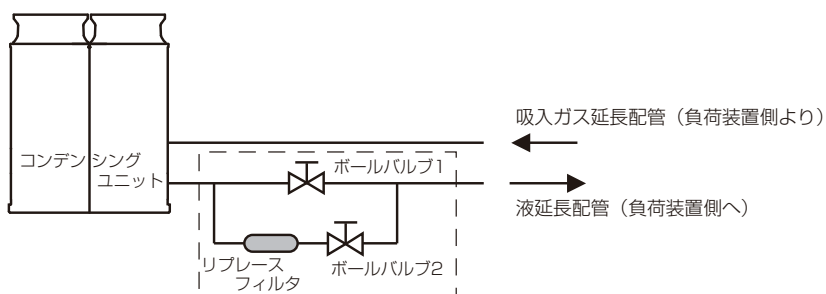 吸入ガス延長配管（負荷装置側より）
コンデンシング
ユニット
ボールバルブ1
液延長配管（負荷装置側へ）
リプレース
フィルタ
ボールバルブ2